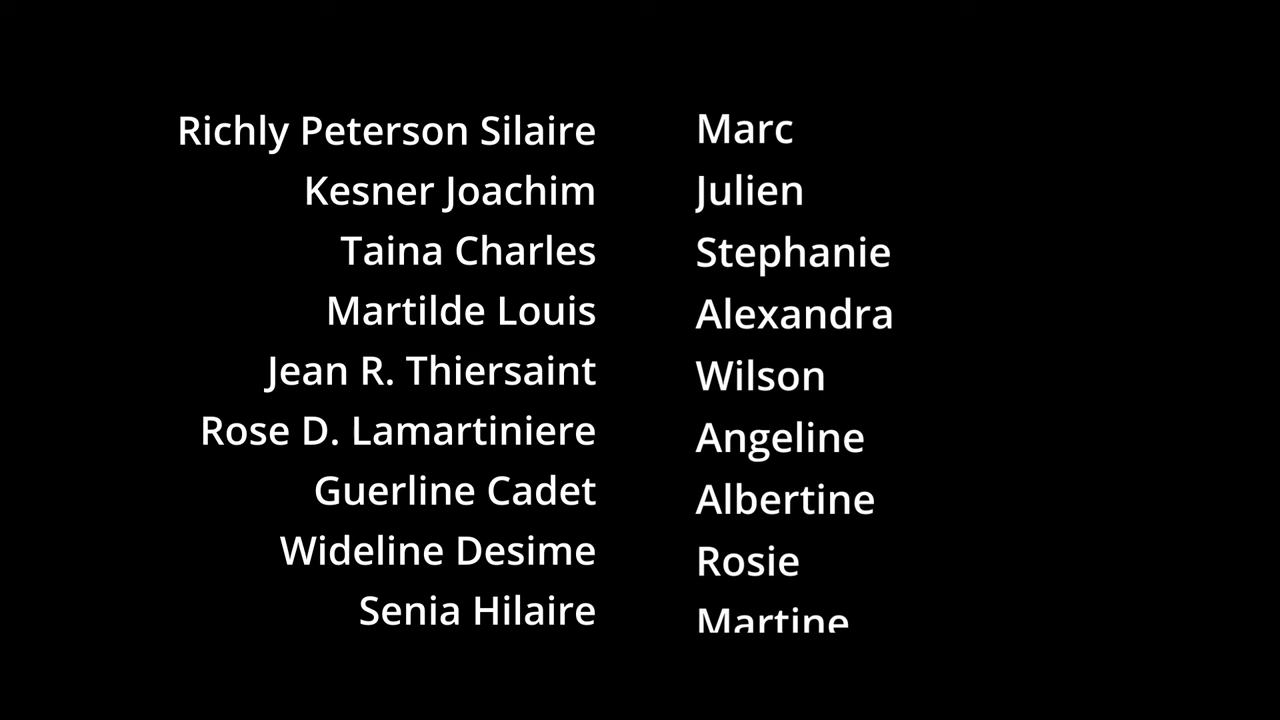 Richly Peterson Silaire Marc
Kesner Joachim Julien
Taina Charles Stephanie
Martilde Louis Alexandra
Jean R. Thiersaint Wilson
Rose D. Lamartiniere Angeline
Guerline Cadet Albertine
Wideline Desime Rosie
Senia Hilaire Martine